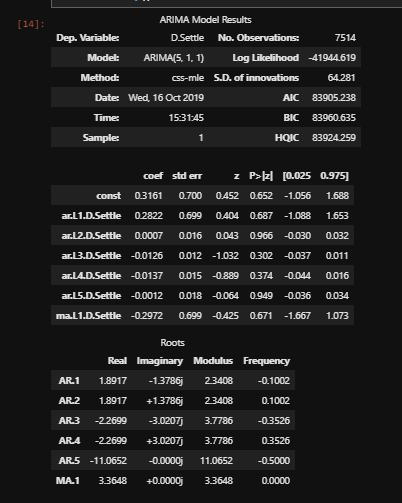 [14]:
ARIMA Model Results
Dep. Variable: D.Settle No. Observations: 7514
Model: ARIMA(5, 1, 1) Log Likelihood -41944.619
Method: css-mle S.D. of innovations 64.281
Date: Wed, 16 Oct 2019 AIC 83905.238
Time: 15:31:45 BIC 83960.635
Sample: 1 HQIC 83924.259
coef std err z P>|z| [0.025 0.975]
const 0.3161 0.700 0.452 0.652 -1.056 1.688
ar.L1.D.Settle 0.2822 0.699 0.404 0.687 -1.088 1.653
ar.L2.D.Settle 0.0007 0.016 0.043 0.966 -0.030 0.032
ar.L3.D.Settle -0.0126 0.012 -1.032 0.302 -0.037 0.011
ar.L4.D.Settle -0.0137 0.015 -0.889 0.374 -0.044 0.016
ar.L5.D.Settle -0.0012 0.018 -0.064 0.949 -0.036 0.034
ma.L1.D.Settle -0.2972 0.699 -0.425 0.671 -1.667 1.073
Roots
Real Imaginary Modulus Frequency
AR.1 1.8917 -1.3786j 2.3408 -0.1002
AR.2 1.8917 +1.3786j 2.3408 0.1002
AR.3 -2.2699 -3.0207j 3.7786 -0.3526
AR.4 -2.2699 +3.0207j 3.7786 0.3526
AR.5 -11.0652 -0.0000j 11.0652 -0.5000
MA.1 3.3648 +0.0000j 3.3648 0.0000